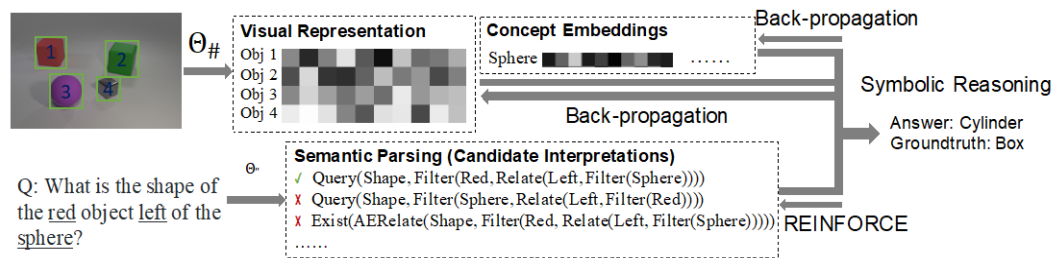 1
2
3
4
Θ#
Visual Representation
Obj 1
Obj 2
Obj 3
Obj 4
Concept Embeddings
Sphere ......
Back-propagation
Back-propagation
Symbolic Reasoning
Answer: Cylinder
Groundtruth: Box
Q: What is the shape of
the red object left of the
sphere?
Semantic Parsing (Candidate Interpretations)
✓ Query(Shape, Filter(Red, Relate(Left, Filter(Sphere))))
✗ Query(Shape, Filter(Sphere, Relate(Left, Filter(Red))))
✗ Exist(AERelate(Shape, Filter(Red, Relate(Left, Filter(Sphere)))))
......
REINFORCE